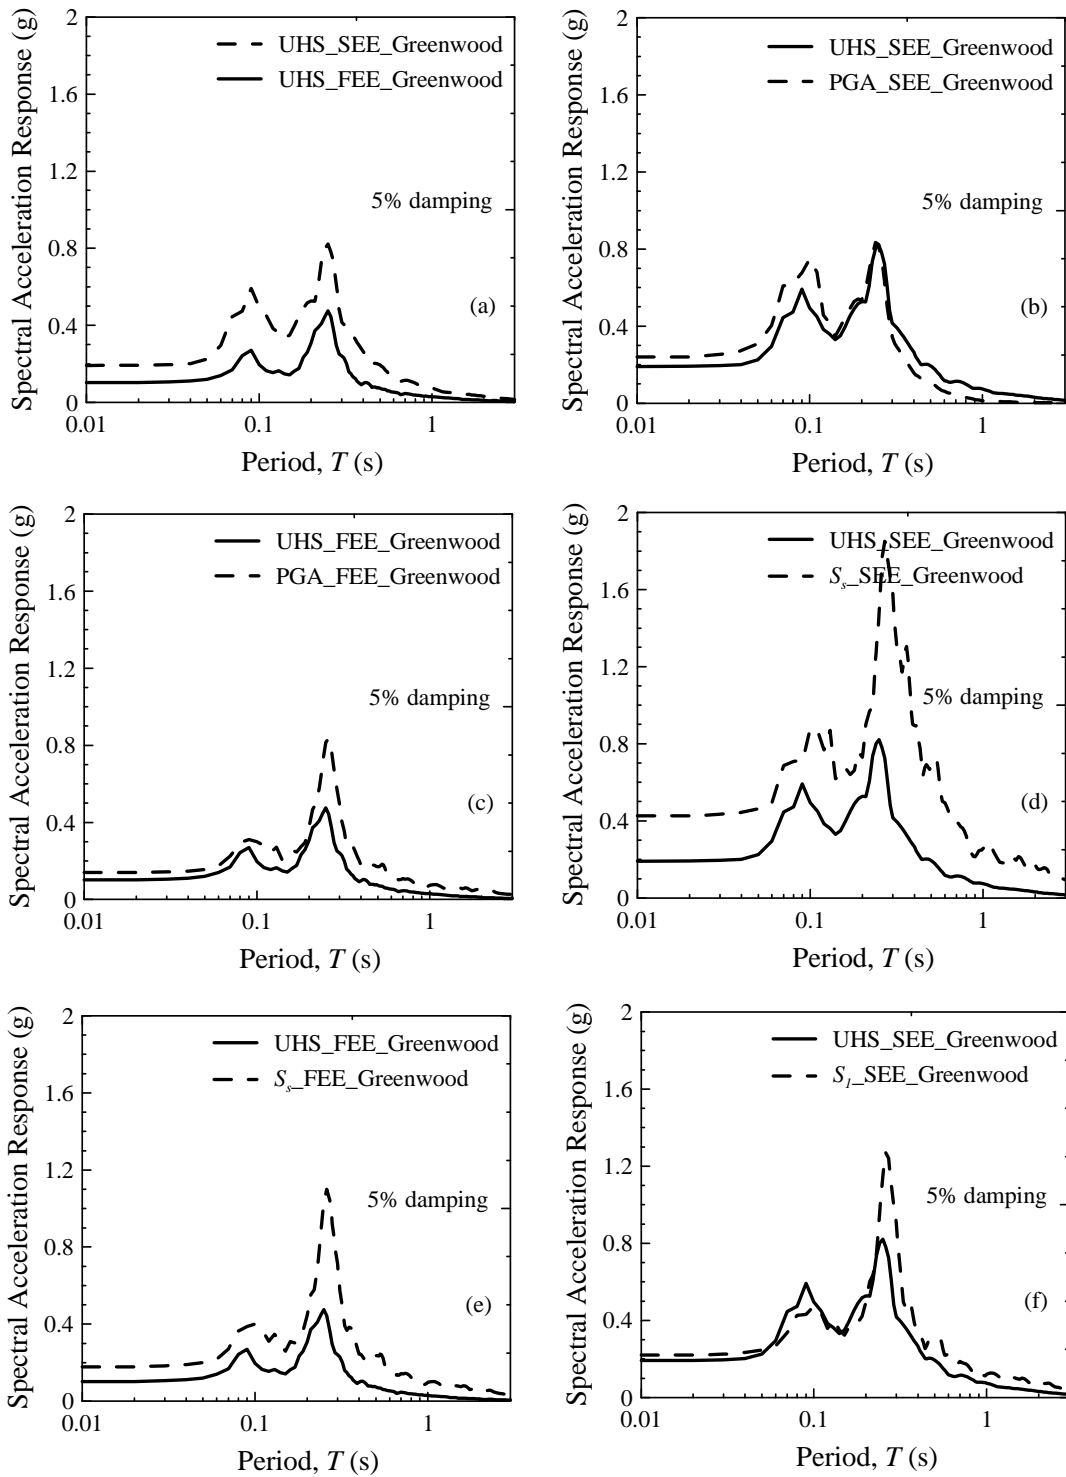 Spectral Acceleration Response (g)
2
1.6
1.2
0.8
0.4
0
UHS_SEE_Greenwood
UHS_FEE_Greenwood
5% damping
(a)
0.01
0.1
1
Period, T (s)
Spectral Acceleration Response (g)
2
1.6
1.2
0.8
0.4
0
UHS_SEE_Greenwood
PGA_SEE_Greenwood
5% damping
(b)
0.01
0.1
1
Period, T (s)
Spectral Acceleration Response (g)
2
1.6
1.2
0.8
0.4
0
UHS_FEE_Greenwood
PGA_FEE_Greenwood
5% damping
(c)
0.01
0.1
1
Period, T (s)
Spectral Acceleration Response (g)
2
1.6
1.2
0.8
0.4
0
UHS_SEE_Greenwood
Ss_SEE_Greenwood
5% damping
(d)
0.01
0.1
1
Period, T (s)
Spectral Acceleration Response (g)
2
1.6
1.2
0.8
0.4
0
UHS_FEE_Greenwood
Ss_FEE_Greenwood
5% damping
(e)
0.01
0.1
1
Period, T (s)
Spectral Acceleration Response (g)
2
1.6
1.2
0.8
0.4
0
UHS_SEE_Greenwood
S1_SEE_Greenwood
5% damping
(f)
0.01
0.1
1
Period, T (s)